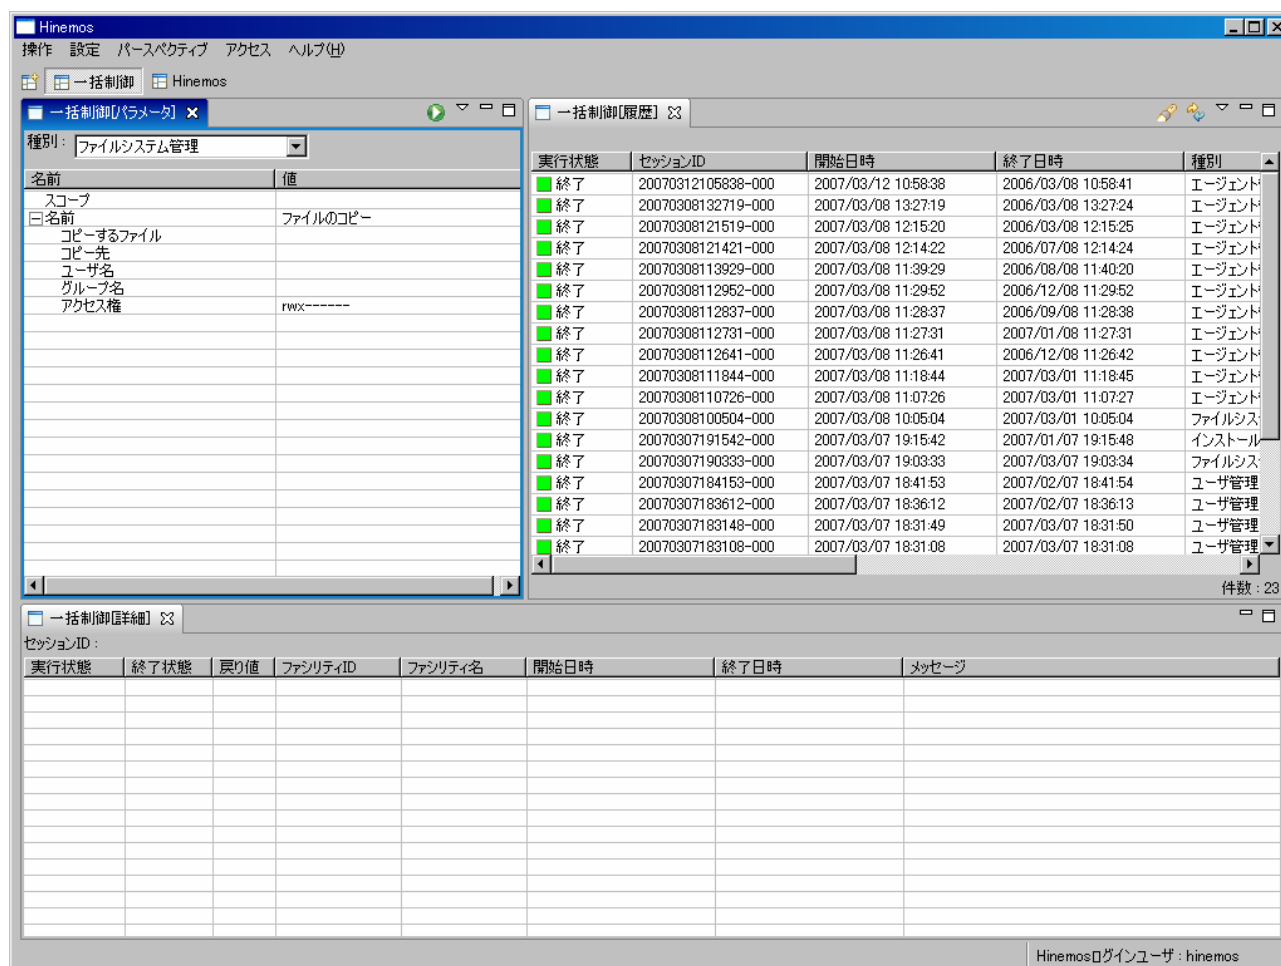 Hinemos
操作 設定 パースペクティブ アクセス ヘルプ(H)
一括制御 Hinemos
一括制御[パラメータ]
種別 : ファイルシステム管理
名前 値
スコープ
名前 ファイルのコピー
コピーするファイル
コピー先
ユーザ名
グループ名
アクセス権 rwx------
一括制御[履歴]
実行状態 セッションID 開始日時 終了日時 種別
終了 20070312105838-000 2007/03/12 10:58:38 2006/03/08 10:58:41 エージェント
終了 20070308132719-000 2007/03/08 13:27:19 2006/03/08 13:27:24 エージェント
終了 20070308121519-000 2007/03/08 12:15:20 2006/03/08 12:15:25 エージェント
終了 20070308121421-000 2007/03/08 12:14:22 2006/07/08 12:14:24 エージェント
終了 20070308113929-000 2007/03/08 11:39:29 2006/08/08 11:40:20 エージェント
終了 20070308112952-000 2007/03/08 11:29:52 2006/12/08 11:29:52 エージェント
終了 20070308112837-000 2007/03/08 11:28:37 2006/09/08 11:28:38 エージェント
終了 20070308112731-000 2007/03/08 11:27:31 2007/01/08 11:27:31 エージェント
終了 20070308112641-000 2007/03/08 11:26:41 2006/12/08 11:26:42 エージェント
終了 20070308111844-000 2007/03/08 11:18:44 2007/03/01 11:18:45 エージェント
終了 20070308110726-000 2007/03/08 11:07:26 2007/03/01 11:07:27 エージェント
終了 20070308100504-000 2007/03/08 10:05:04 2007/03/01 10:05:04 ファイルシス
終了 20070307191542-000 2007/03/07 19:15:42 2007/01/07 19:15:48 インストール
終了 20070307190333-000 2007/03/07 19:03:33 2007/03/07 19:03:34 ファイルシス
終了 20070307184153-000 2007/03/07 18:41:53 2007/02/07 18:41:54 ユーザ管理
終了 20070307183612-000 2007/03/07 18:36:12 2007/02/07 18:36:13 ユーザ管理
終了 20070307183148-000 2007/03/07 18:31:49 2007/03/07 18:31:50 ユーザ管理
終了 20070307183108-000 2007/03/07 18:31:08 2007/03/07 18:31:08 ユーザ管理
件数 : 23
一括制御[詳細]
セッションID :
実行状態 終了状態 戻り値 ファシリティID ファシリティ名 開始日時 終了日時 メッセージ
Hinemosログインユーザ : hinemos